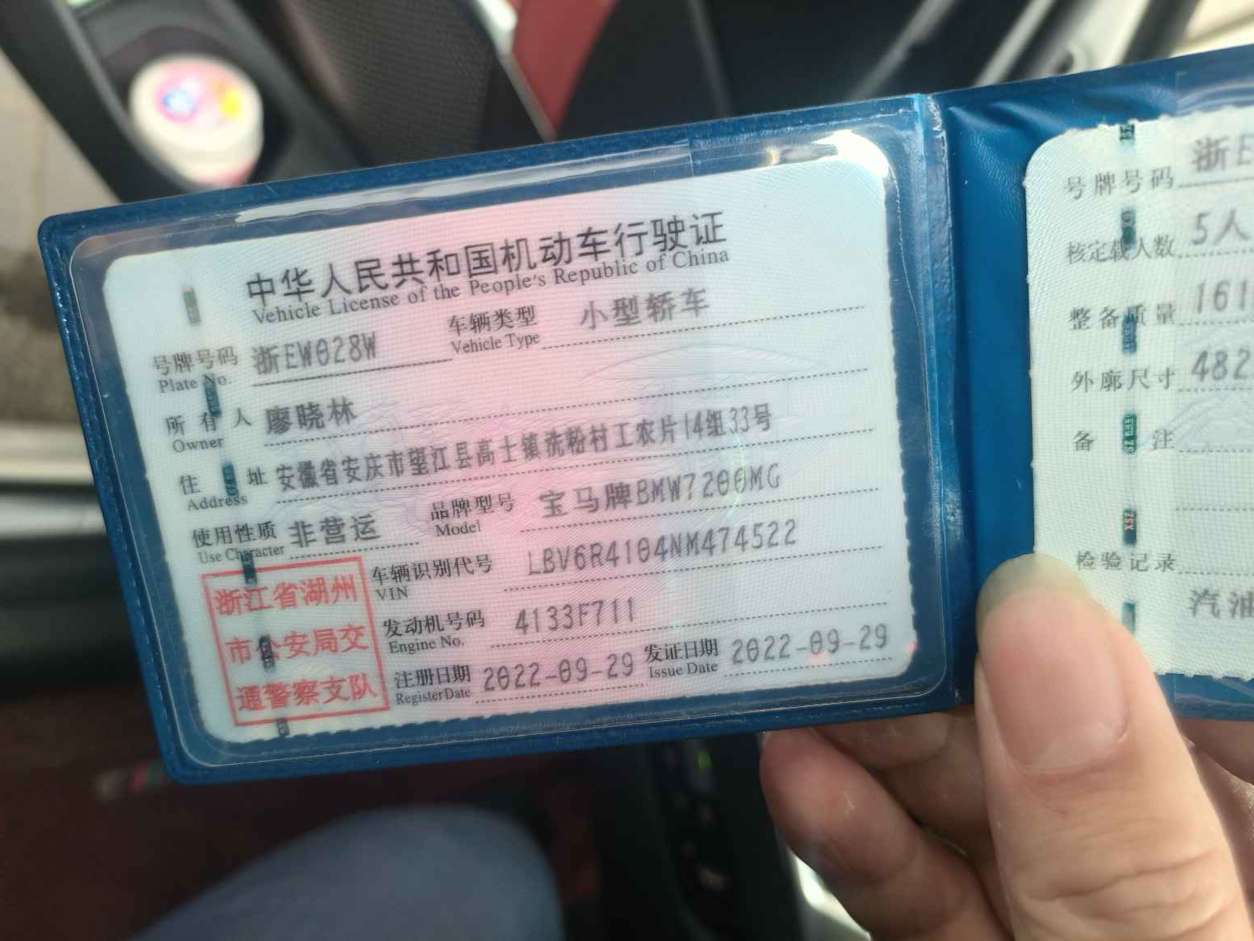 中华人民共和国机动车行驶证
Vehicle License of the People's Republic of China
号牌号码 浙EW028W 车辆类型 小型轿车
Plate No. Vehicle Type
所有人 廖晓林
Owner
住址 安徽省安庆市望江县高士镇洗粉村工农片14组33号
Address
使用性质 非营运 品牌型号 宝马牌BMW7200MG
Use Character Model
车辆识别代号 LBV6R4104NM474522
VIN
发动机号码 4133F711
Engine No.
注册日期 2022-09-29 发证日期 2022-09-29
Register Date Issue Date
浙江省湖州
市公安局交
通警察支队
号牌号码 浙E
核定载人数 5人
整备质量 161
外廓尺寸 482
备注
检验记录
汽油